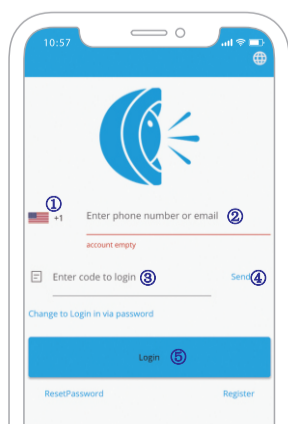 10:57
①
+1
Enter phone number or email ②
account empty
Enter code to login ③
Send ④
Change to Login in via password
Login ⑤
ResetPassword Register